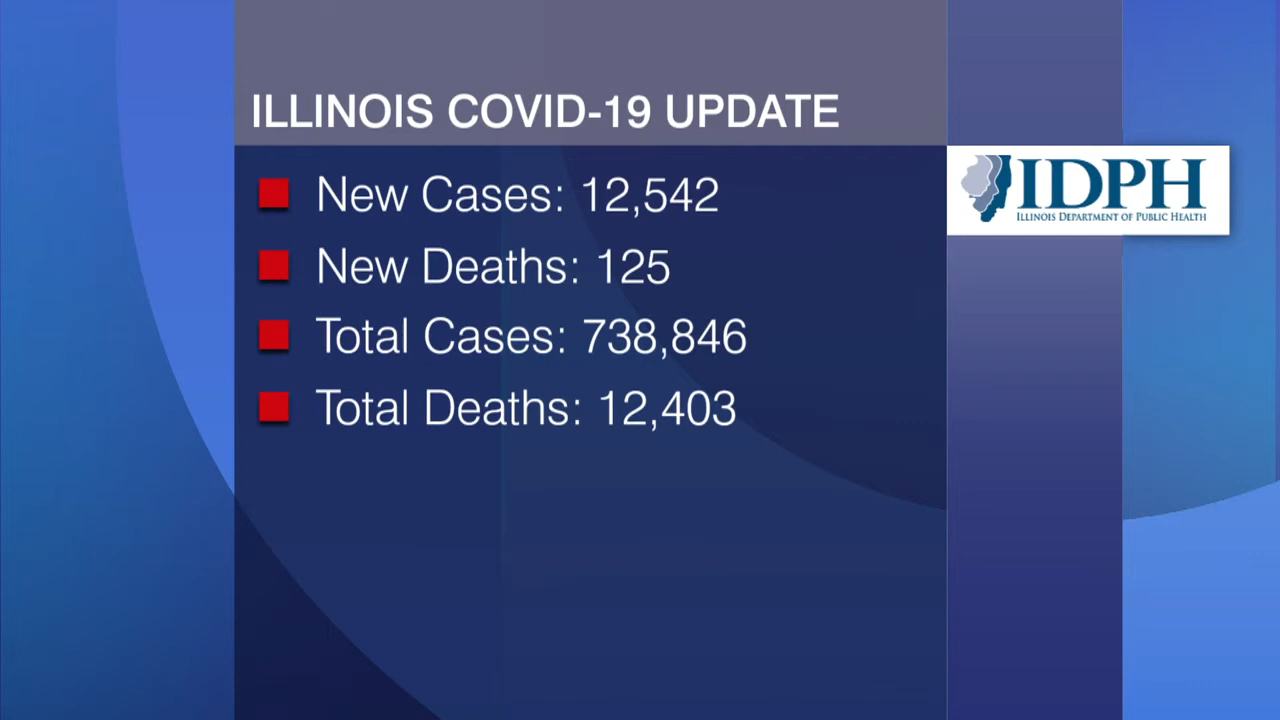 ILLINOIS COVID-19 UPDATE
New Cases: 12,542
New Deaths: 125
Total Cases: 738,846
Total Deaths: 12,403
IDPH
ILLINOIS DEPARTMENT OF PUBLIC HEALTH